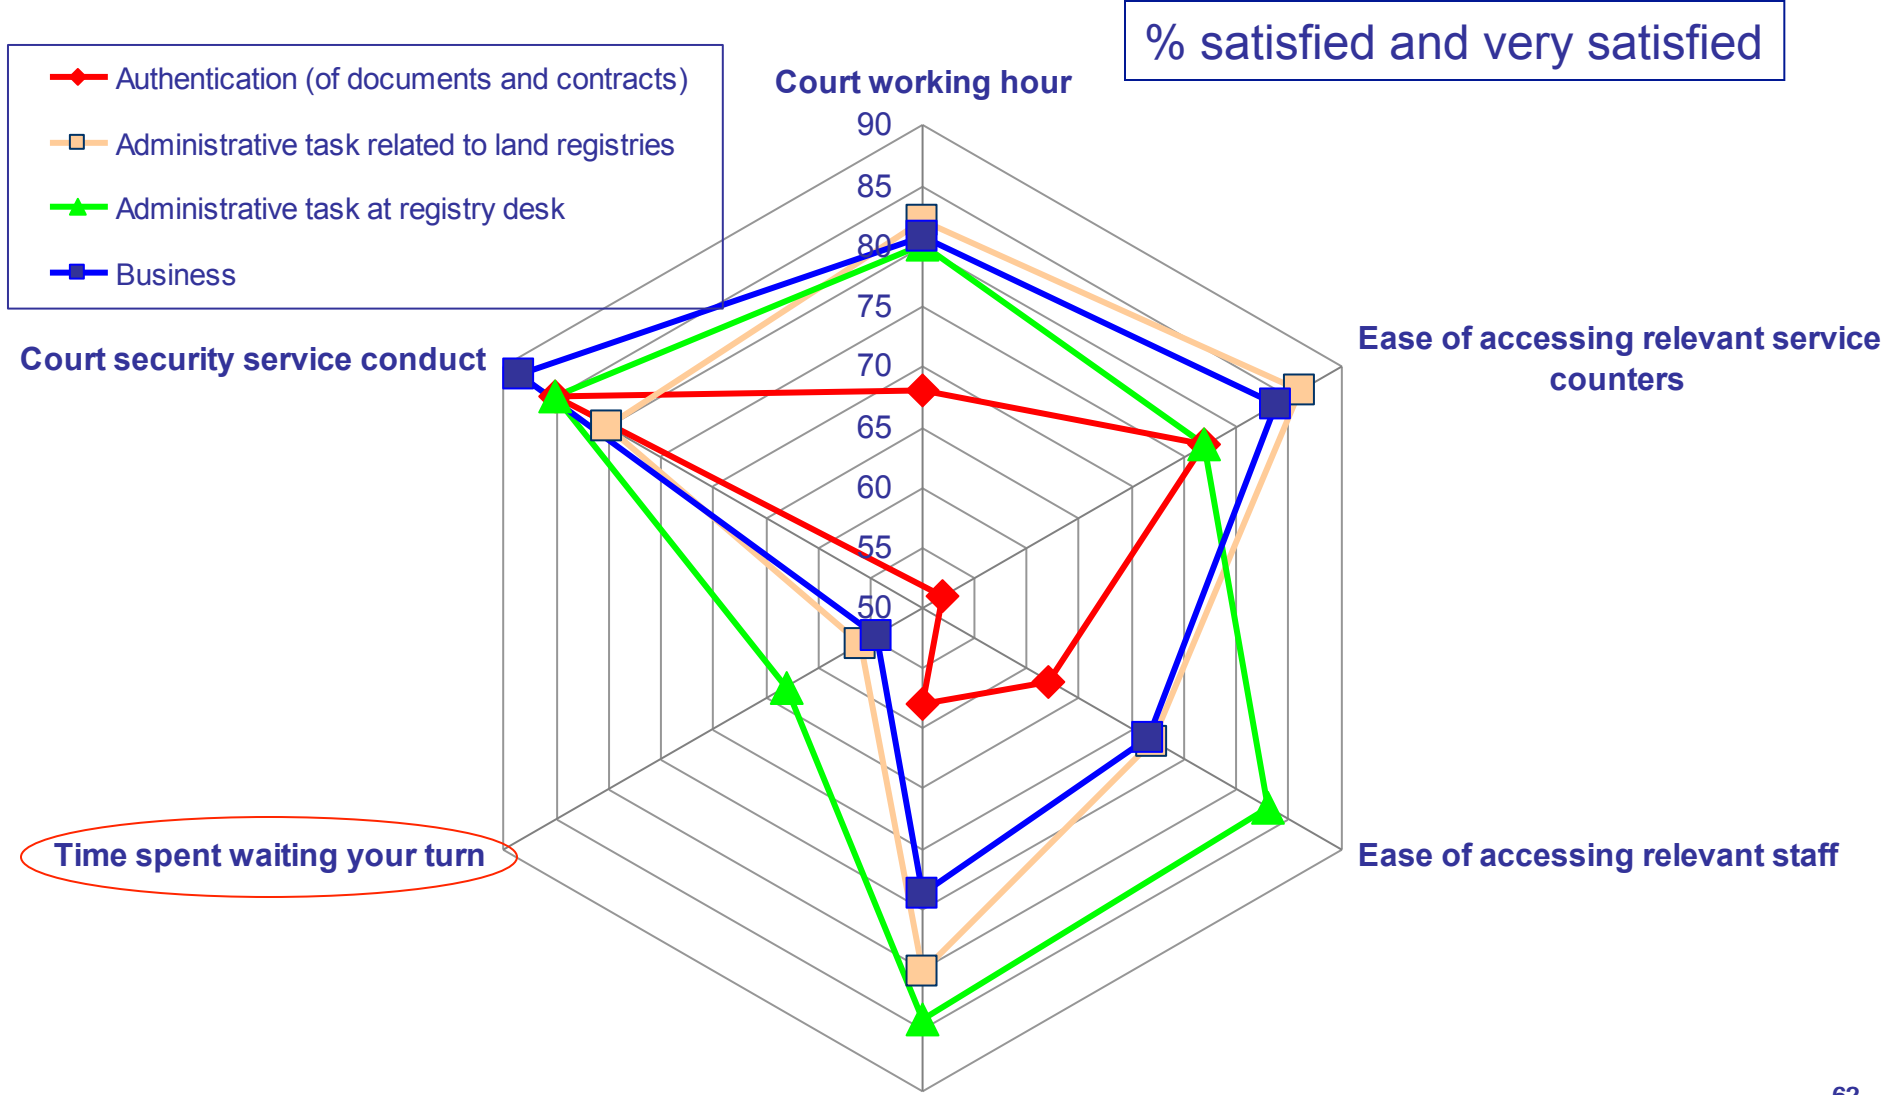 % satisfied and very satisfied
Authentication (of documents and contracts)
Administrative task related to land registries
Administrative task at registry desk
Business
Court working hour
90
85
80
75
70
65
60
55
50
Ease of accessing relevant service
counters
Court security service conduct
Time spent waiting your turn
Ease of accessing relevant staff
62